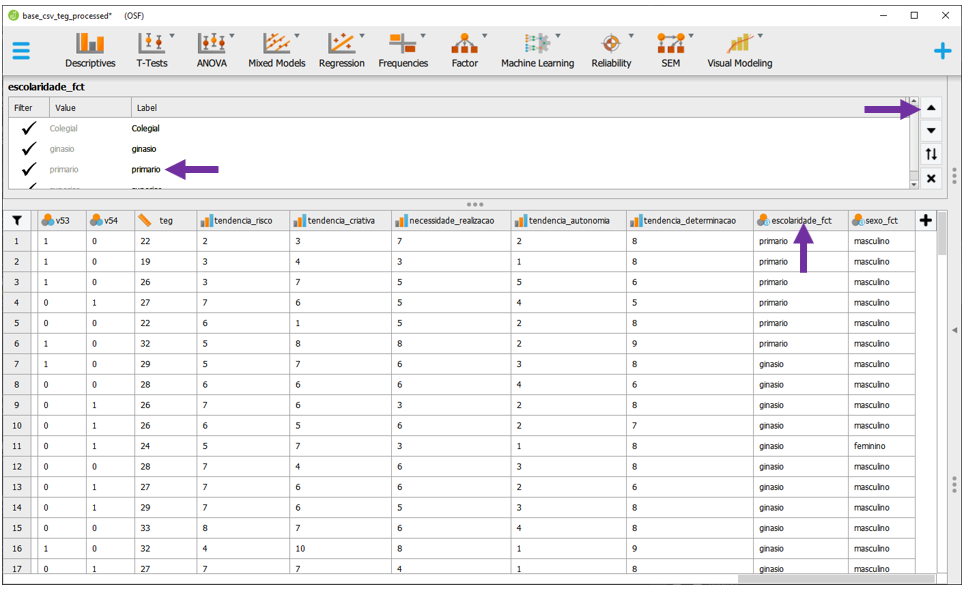 base_csv_teg_processed* (OSF)
Descriptives T-Tests ANOVA Mixed Models Regression Frequencies Factor Machine Learning Reliability SEM Visual Modeling
escolaridade_fct
Filter Value Label
Colegial Colegial
ginasio ginasio
primario primario
v53 v54 teg tendencia_risco tendencia_criativa necessidade_realizacao tendencia_autonomia tendencia_determinacao escolaridade_fct sexo_fct
1 1 0 22 2 3 7 2 8 primario masculino
2 1 0 19 3 4 3 1 8 primario masculino
3 1 0 26 3 7 5 5 6 primario masculino
4 0 1 27 7 6 5 4 5 primario masculino
5 0 0 22 6 1 5 2 8 primario masculino
6 1 0 32 5 8 8 2 9 primario masculino
7 1 0 29 5 7 6 3 8 ginasio masculino
8 0 0 28 6 6 6 4 6 ginasio masculino
9 0 1 26 7 6 3 2 8 ginasio masculino
10 0 1 26 6 5 6 2 7 ginasio masculino
11 0 1 24 5 7 3 1 8 ginasio feminino
12 0 0 28 7 4 6 3 8 ginasio masculino
13 0 1 27 7 6 6 2 6 ginasio masculino
14 0 1 29 7 6 5 3 8 ginasio masculino
15 0 0 33 8 7 6 4 8 ginasio masculino
16 1 0 32 4 10 8 1 9 ginasio masculino
17 0 1 27 7 7 4 1 8 ginasio masculino